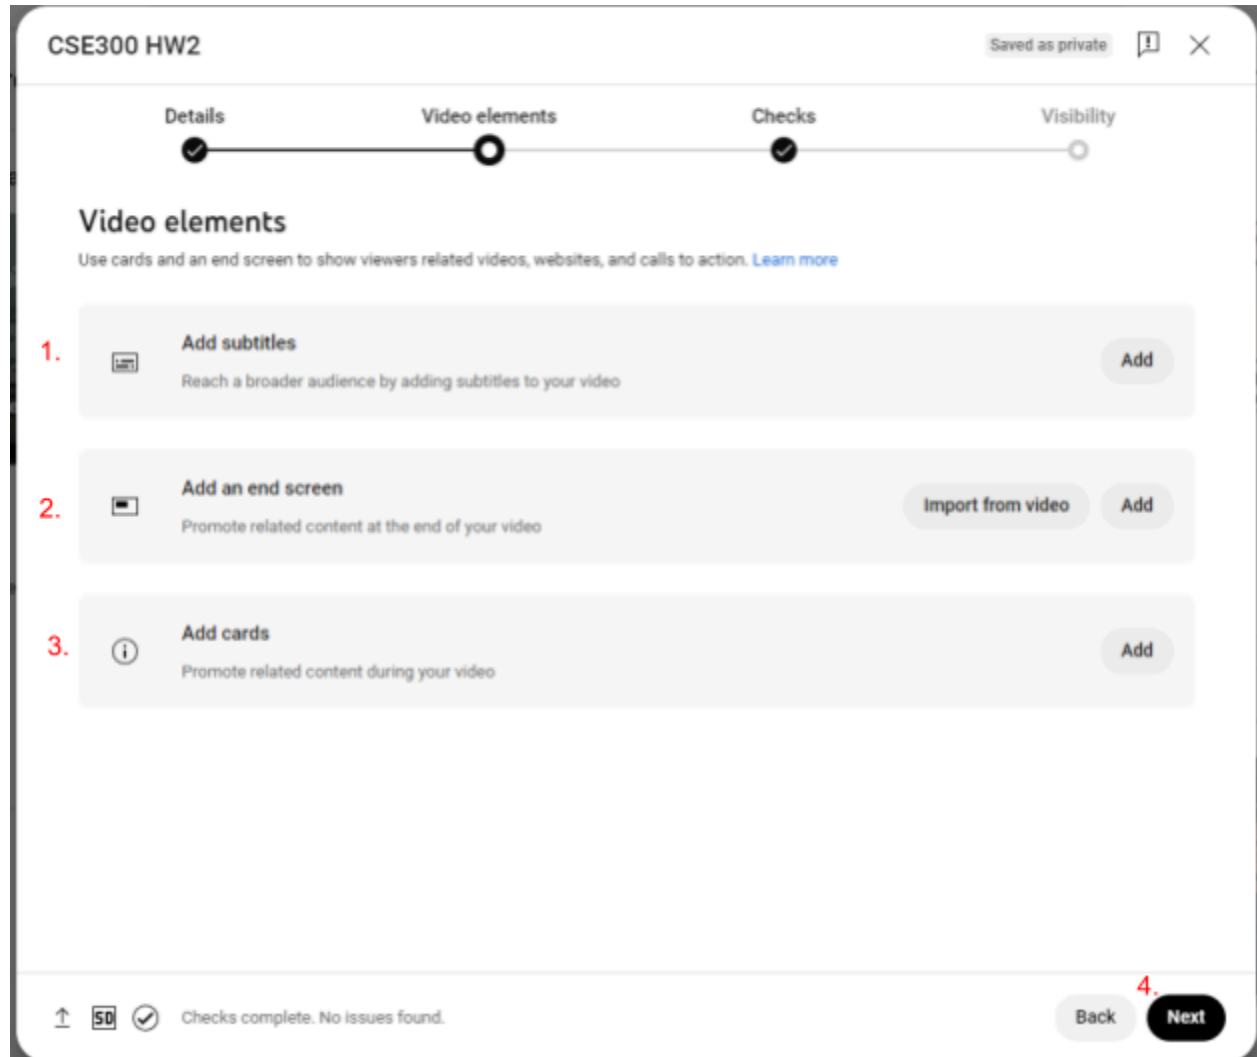 CSE300 HW2 Saved as private
Details Video elements Checks Visibility
Video elements
Use cards and an end screen to show viewers related videos, websites, and calls to action. Learn more
1. Add subtitles Add
Reach a broader audience by adding subtitles to your video
2. Add an end screen Import from video Add
Promote related content at the end of your video
3. Add cards Add
Promote related content during your video
4.
SD Checks complete. No issues found. Back Next